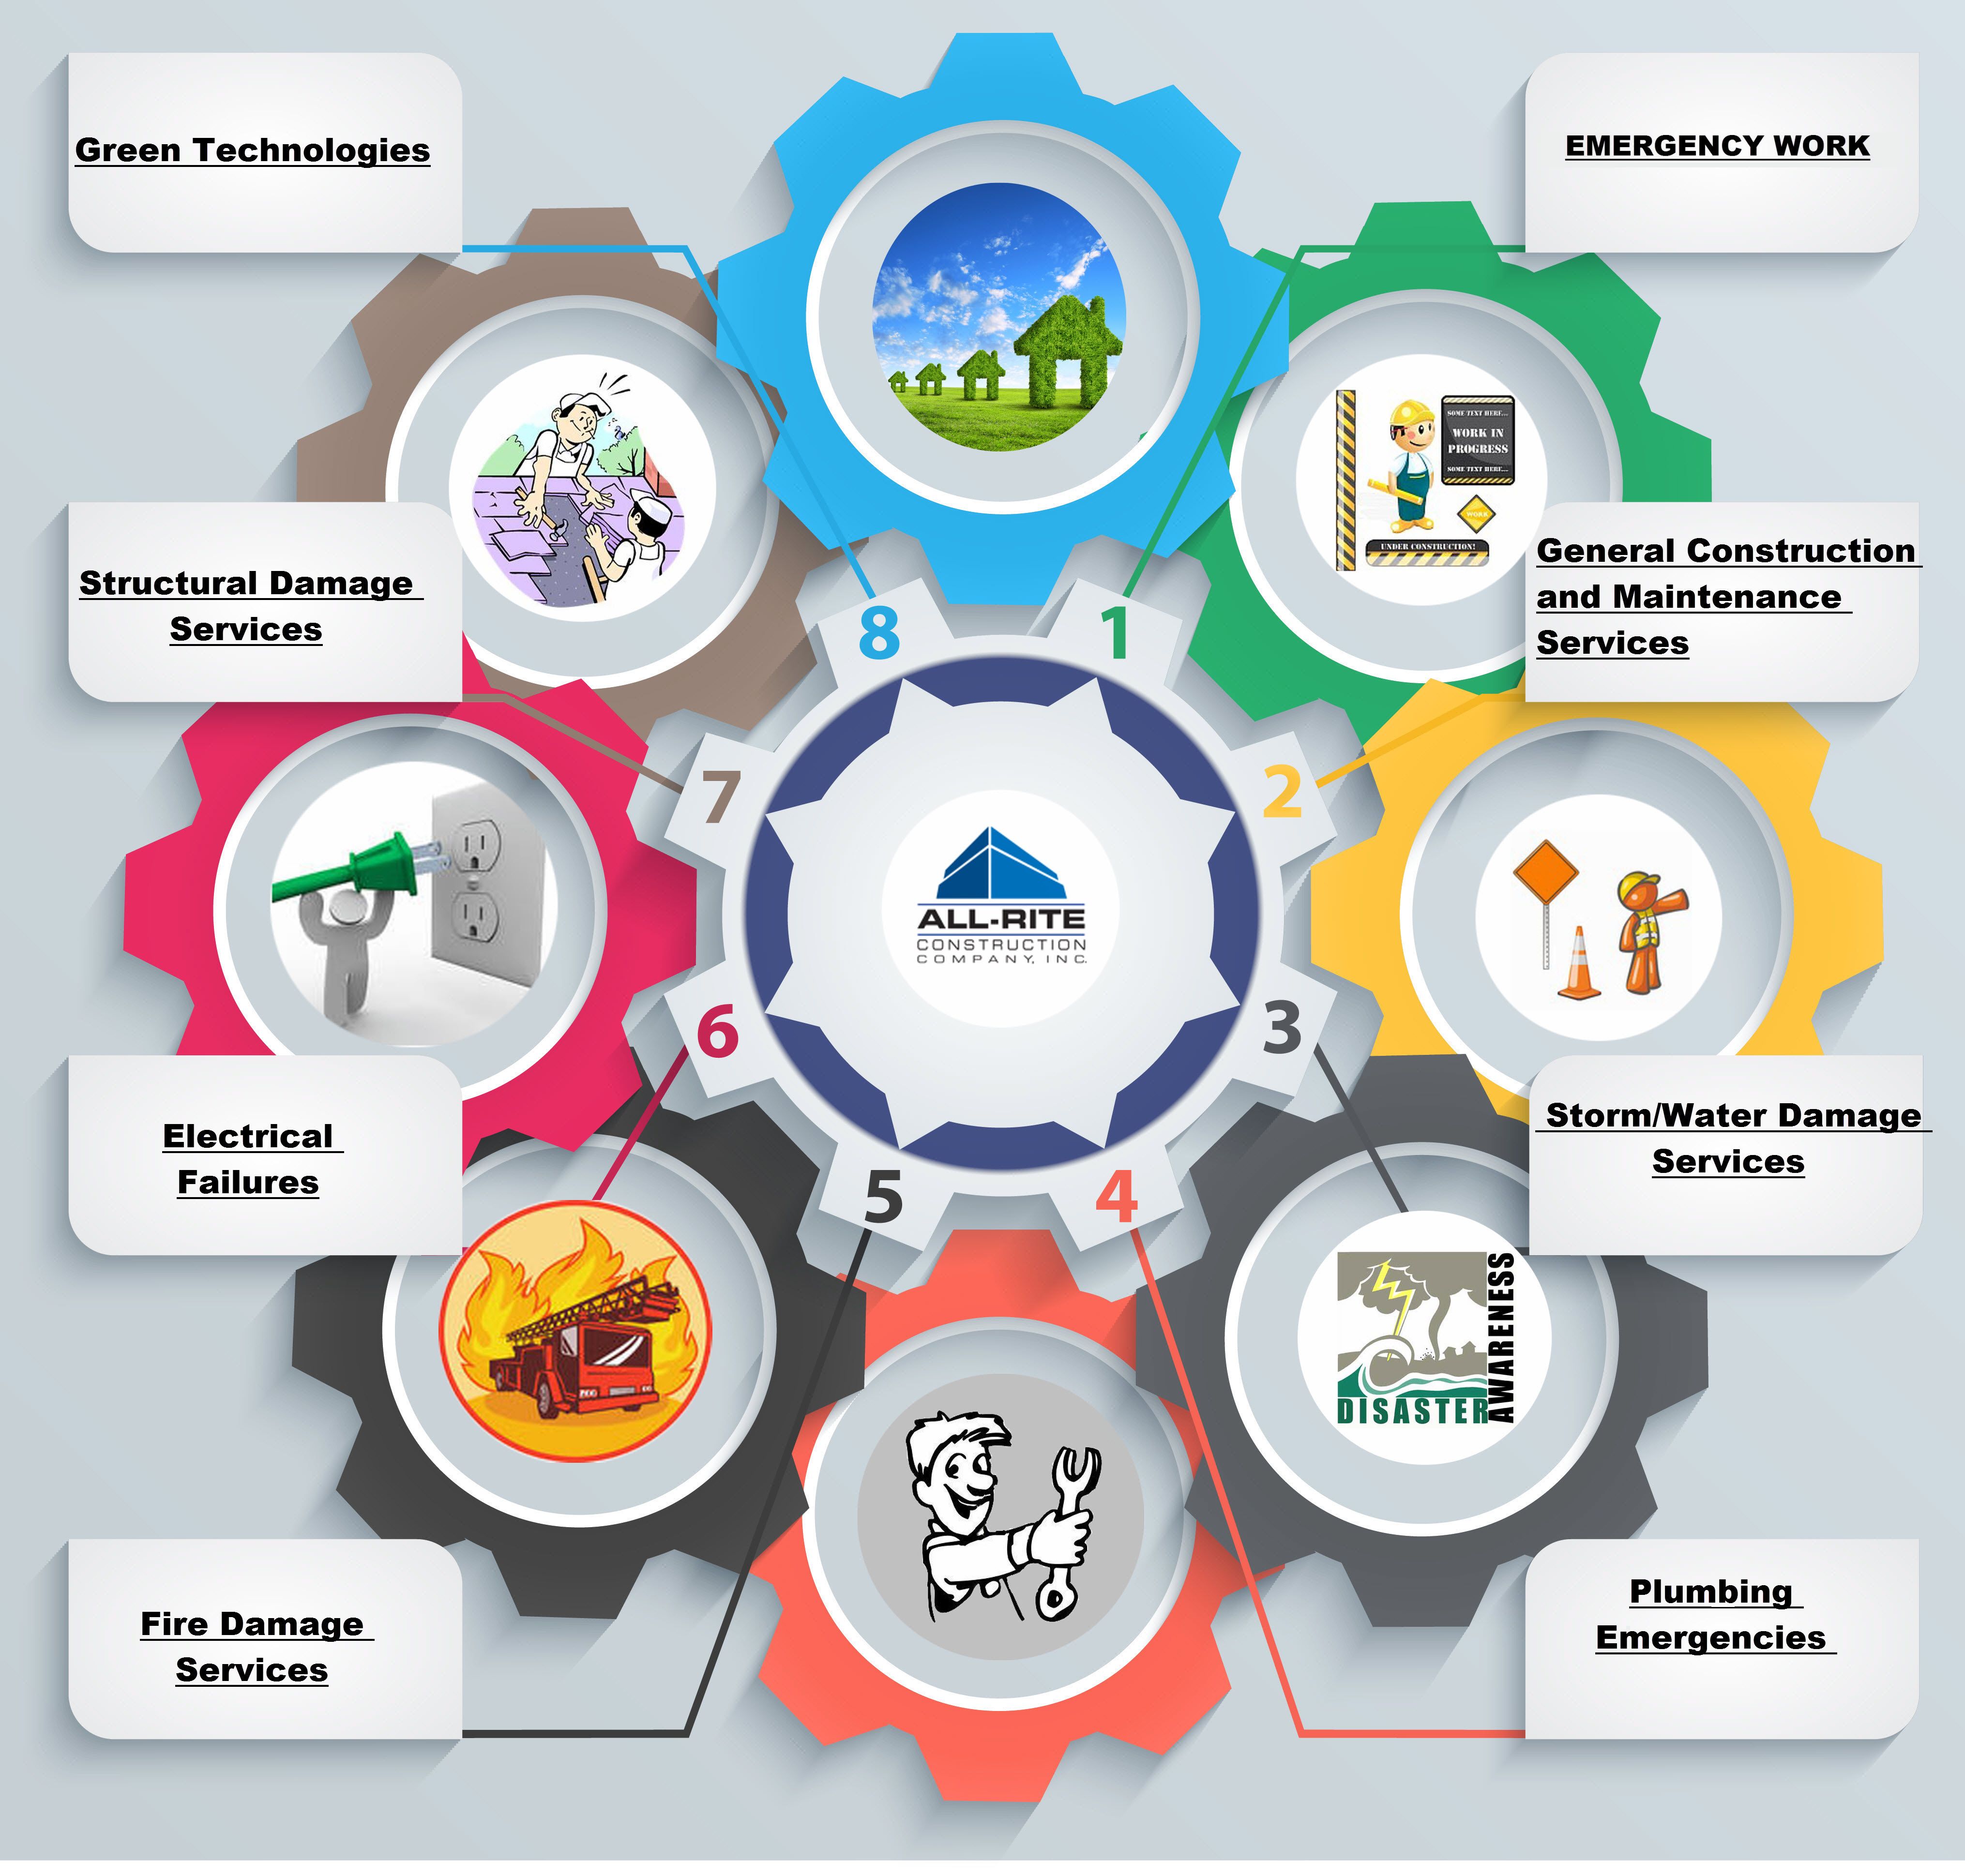 Green Technologies
EMERGENCY WORK
SOME TEXT HERE...
WORK IN
PROGRESS
SOME TEXT HERE...
WORK
UNDER CONSTRUCTION!
Structural Damage
Services
General Construction
and Maintenance
Services
8
1
7
2
ALL-RITE
CONSTRUCTION
COMPANY, INC.
6
3
5
4
Electrical
Failures
Storm/Water Damage
Services
DISASTER
AWARENESS
Fire Damage
Services
Plumbing
Emergencies